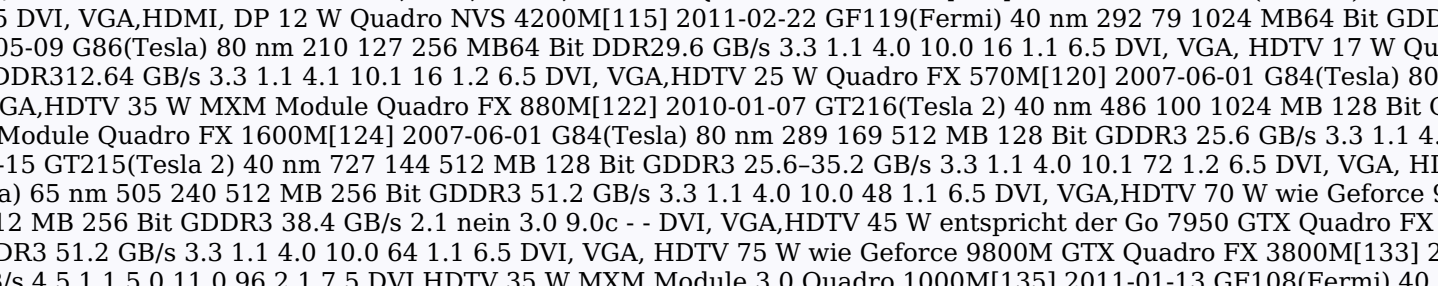 5 DVI, VGA,HDMI, DP 12 W Quadro NVS 4200M[115] 2011-02-22 GF119(Fermi) 40 nm 292 79 1024 MB64 Bit GDD
05-09 G86(Tesla) 80 nm 210 127 256 MB64 Bit DDR29.6 GB/s 3.3 1.1 4.0 10.0 16 1.1 6.5 DVI, VGA, HDTV 17 W Qu
DDR312.64 GB/s 3.3 1.1 4.1 10.1 16 1.2 6.5 DVI, VGA,HDTV 25 W Quadro FX 570M[120] 2007-06-01 G84(Tesla) 80
GA,HDTV 35 W MXM Module Quadro FX 880M[122] 2010-01-07 GT216(Tesla 2) 40 nm 486 100 1024 MB 128 Bit G
Module Quadro FX 1600M[124] 2007-06-01 G84(Tesla) 80 nm 289 169 512 MB 128 Bit GDDR3 25.6 GB/s 3.3 1.1 4.
-15 GT215(Tesla 2) 40 nm 727 144 512 MB 128 Bit GDDR3 25.6–35.2 GB/s 3.3 1.1 4.0 10.1 72 1.2 6.5 DVI, VGA, HD
a) 65 nm 505 240 512 MB 256 Bit GDDR3 51.2 GB/s 3.3 1.1 4.0 10.0 48 1.1 6.5 DVI, VGA,HDTV 70 W wie Geforce 9
12 MB 256 Bit GDDR3 38.4 GB/s 2.1 nein 3.0 9.0c - - DVI, VGA,HDTV 45 W entspricht der Go 7950 GTX Quadro FX
DR3 51.2 GB/s 3.3 1.1 4.0 10.0 64 1.1 6.5 DVI, VGA, HDTV 75 W wie Geforce 9800M GTX Quadro FX 3800M[133] 2
/s 4.5 1.1 5.0 11.0 96 2.1 7.5 DVI,HDTV 35 W MXM Module 3.0 Quadro 1000M[135] 2011-01-13 GF108(Fermi) 40